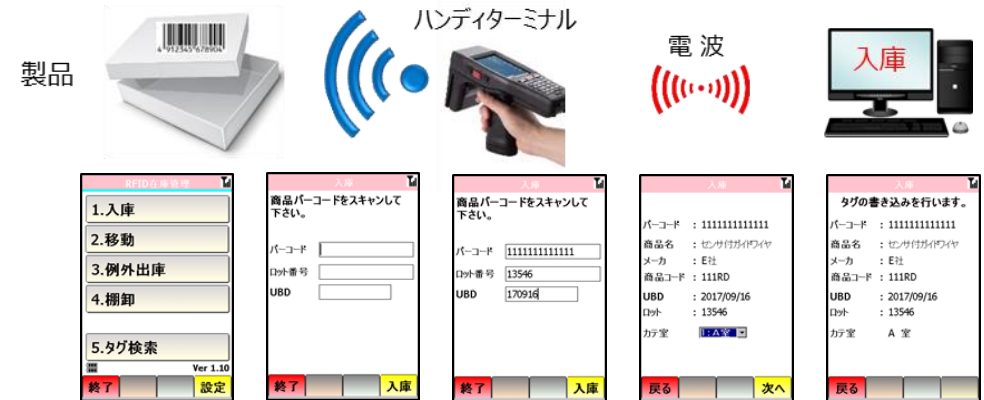 ハンディターミナル
電 波
製品
4 912345 678904
入庫
RFID在庫管理
1.入庫
2.移動
3.例外出庫
4.棚卸
5.タグ検索
Ver 1.10
終了
設定
入庫
商品バーコードをスキャンして
下さい。
バーコード
ロット番号
UBD
終了
入庫
入庫
商品バーコードをスキャンして
下さい。
バーコード 1111111111111
ロット番号 13546
UBD 170916
終了
入庫
入庫
バーコード : 1111111111111
商品名 : センサ付ガイドワイヤ
メーカ : E社
商品コード : 111RD
UBD : 2017/09/16
ロット : 13546
カテ室 1:A室
戻る
次へ
入庫
タグの書き込みを行います。
バーコード : 1111111111111
商品名 : センサ付ガイドワイヤ
メーカ : E社
商品コード : 111RD
UBD : 2017/09/16
ロット : 13546
カテ室 A 室
戻る